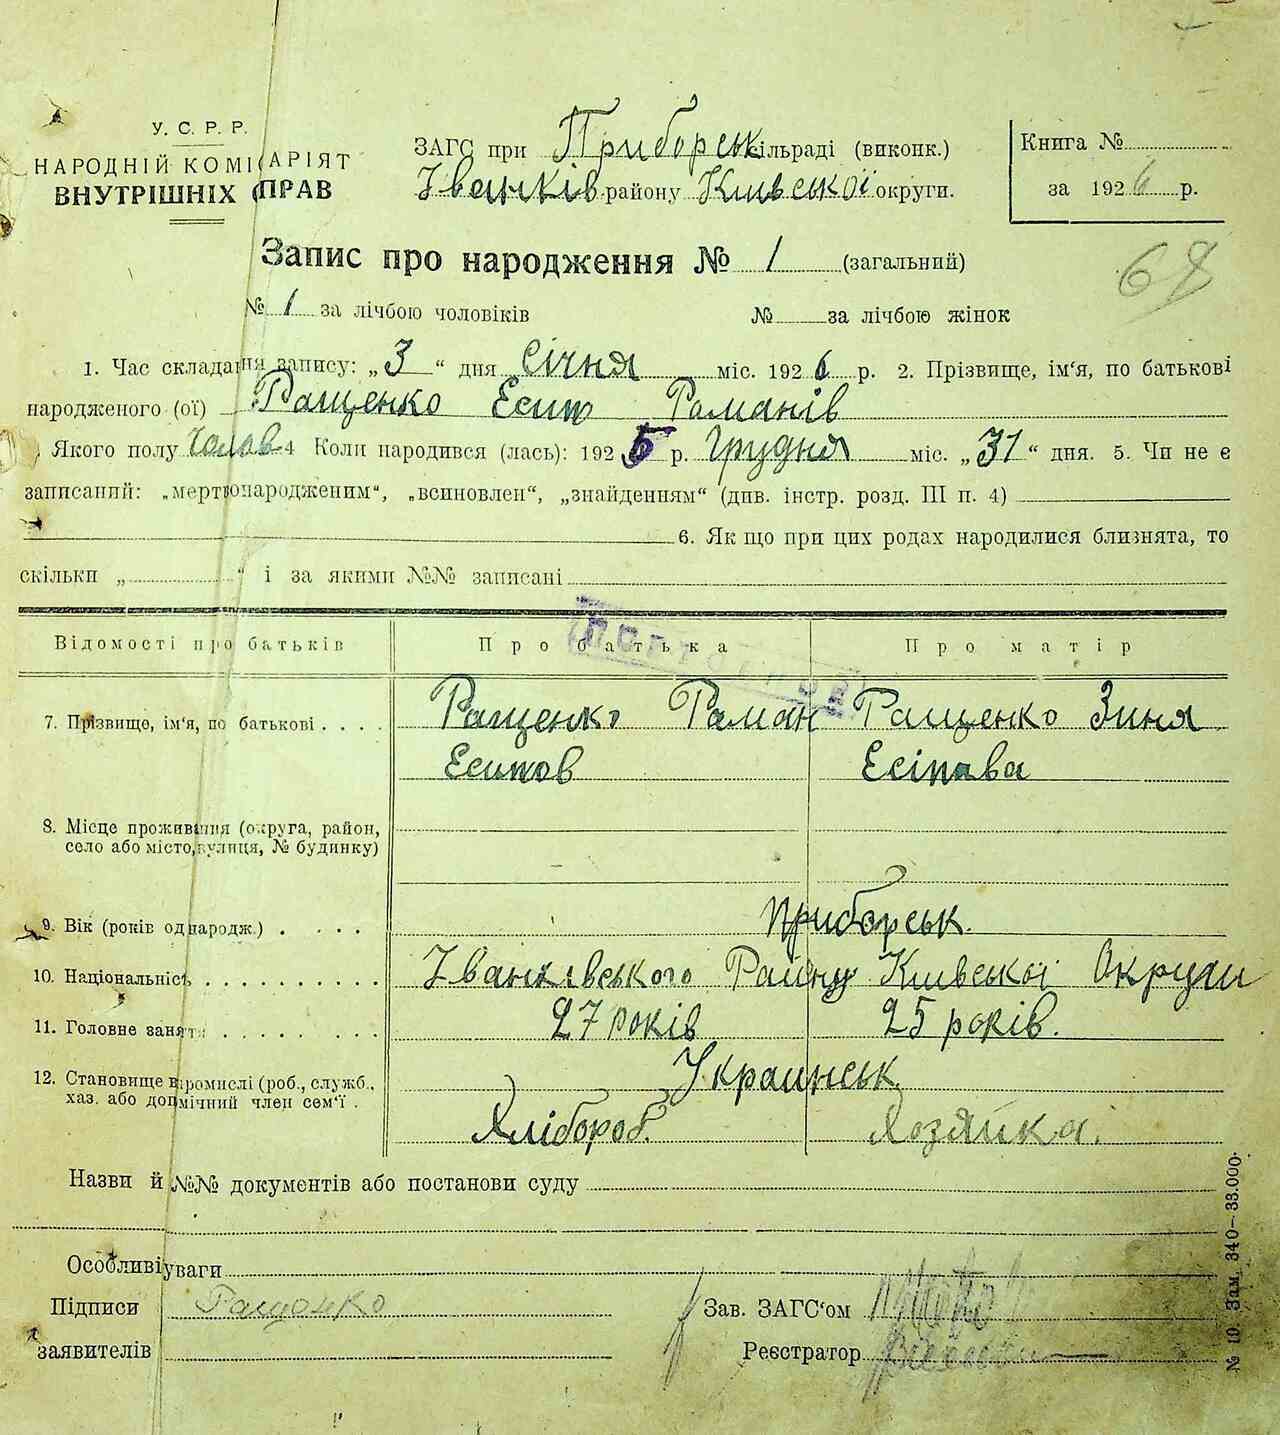 У. С. Р. Р.
НАРОДНІЙ КОМІСАРІЯТ
ВНУТРІШНІХ СПРАВ
ЗАГС при Приборськ сільраді (виконк.)
Іванків району Київської округи.
Книга №
за 1926 р.
68
Запис про народження № 1 (загальний)
№ 1 за лічбою чоловіків № за лічбою жінок
1. Час складання запису: „3“ дня Січня міс. 1926 р. 2. Прізвище, ім'я, по батькові
народженого (ої) Ращенко Есип Раманів
Якого полу Чолов 4 Коли народився (лась): 1925 р. Грудня міс. „31“ дня. 5. Чи не є
записаний: „мертвонародженим“, „всиновлен“, „знайденням“ (див. інстр. розд. III п. 4)
6. Як що при цих родах народилися близнята, то
скільки „ “ і за якими №№ записані
Відомості про батьків Про батька Про матір
7. Прізвище, ім'я, по батькові . . . . Ращенко Раман Ращенко Зиня
Есипов Есіпава
8. Місце проживання (округа, район,
село або місто, вулиця, № будинку)
9. Вік (років однародж.) . . . . Приборськ.
10. Національність . . . . . . . . . . Іванківського Району Київської Округи
11. Головне заняття . . . . . . . . . 27 років 25 років.
12. Становище в промислі (роб., служб., Украинськ
хаз. або допмічний член сем'ї . Хлібороб. Хозяйка.
Назви й №№ документів або постанови суду
Особливі уваги
Підписи Ращенко Зав. ЗАГС'ом
заявителів Реєстратор
№ 19. Зам. 340—33.000.